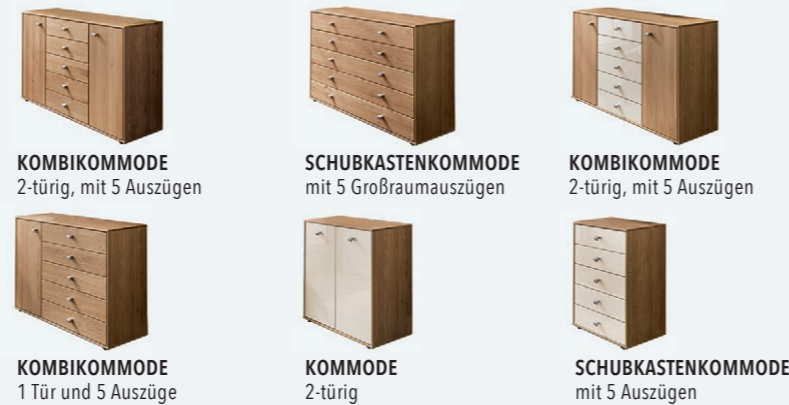 KOMBIKOMMODE
2-türig, mit 5 Auszügen
SCHUBKASTENKOMMODE
mit 5 Großraumauszügen
KOMBIKOMMODE
2-türig, mit 5 Auszügen
KOMBIKOMMODE
1 Tür und 5 Auszüge
KOMMODE
2-türig
SCHUBKASTENKOMMODE
mit 5 Auszügen